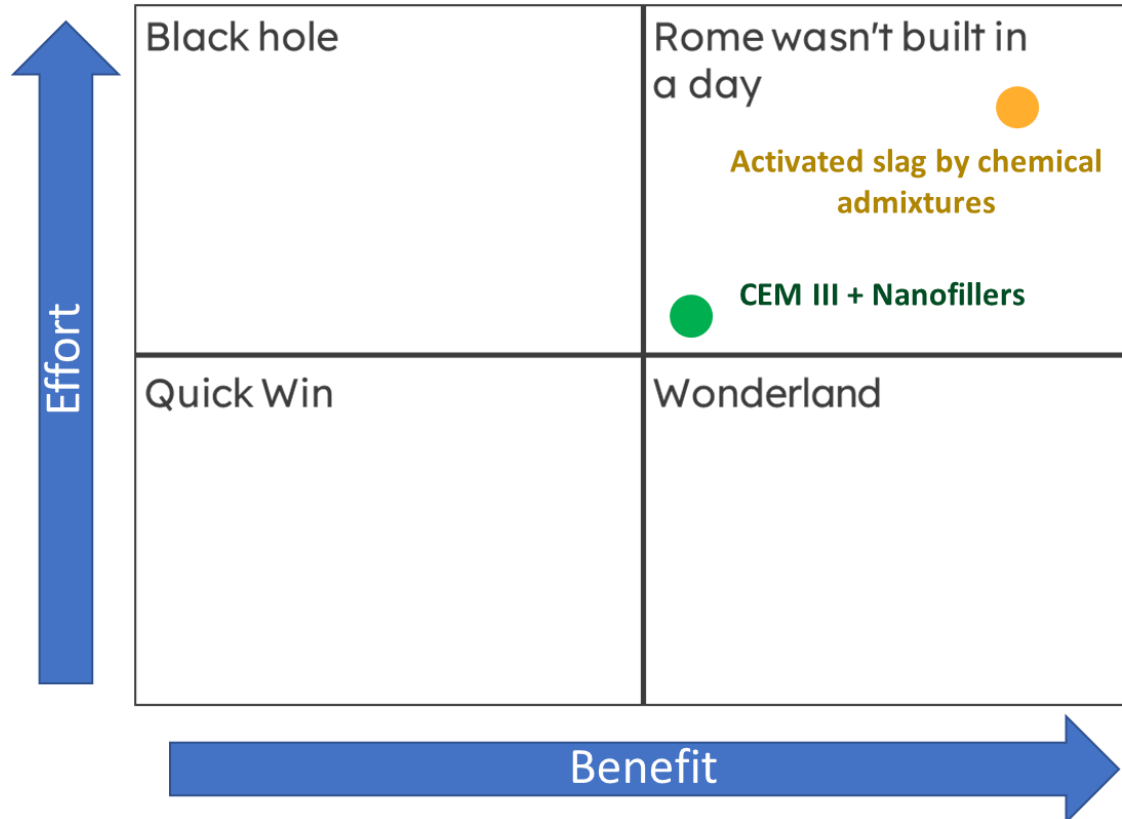 Black hole
Rome wasn't built in
a day
Activated slag by chemical
admixtures
CEM III + Nanofillers
Effort
Quick Win
Wonderland
Benefit